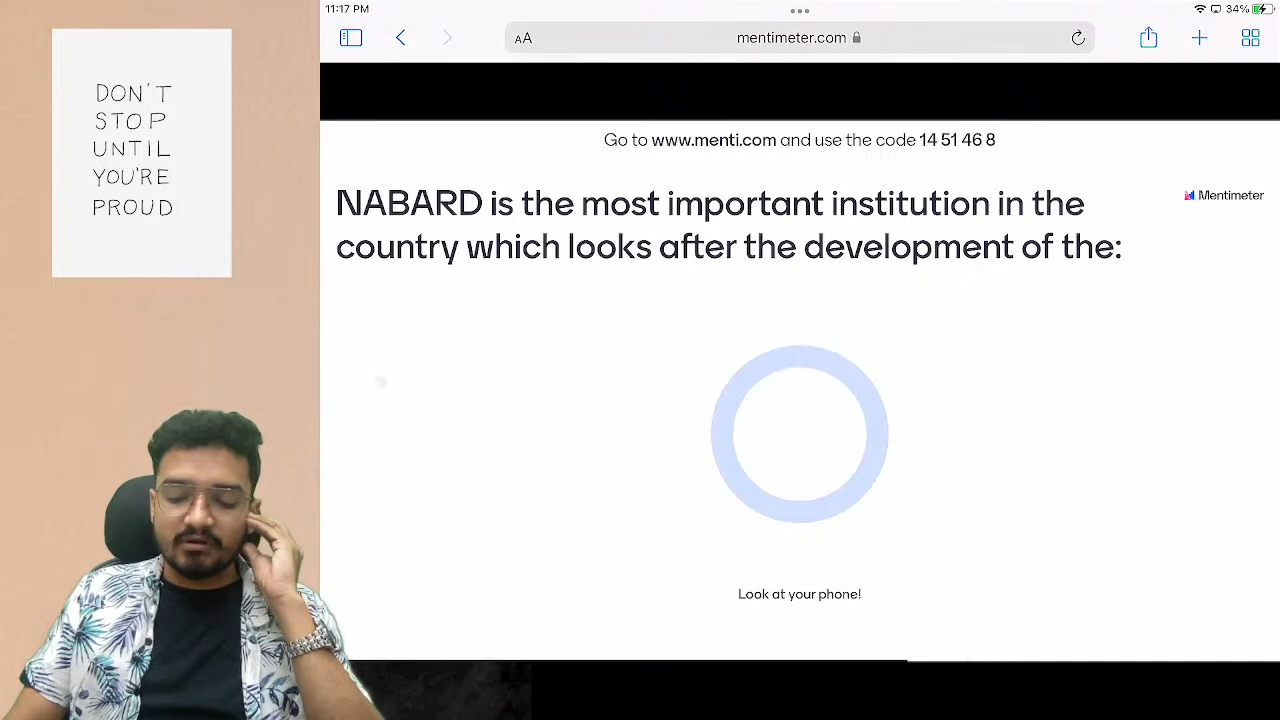 DON'T
STOP
UNTIL
YOU'RE
PROUD
11:17 PM
34%
AA
mentimeter.com
Go to www.menti.com and use the code 14 51 46 8
NABARD is the most important institution in the
country which looks after the development of the:
Mentimeter
Look at your phone!